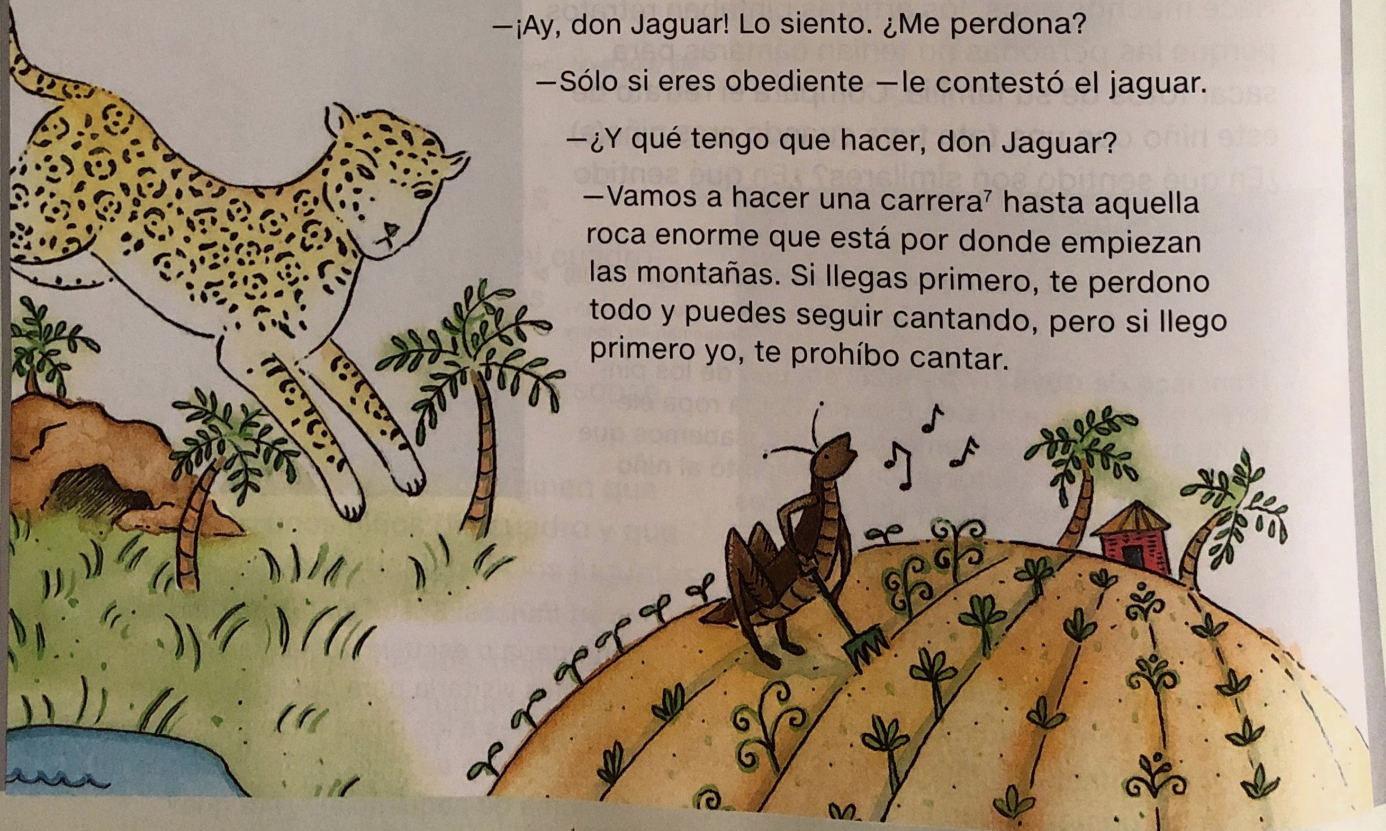 —¡Ay, don Jaguar! Lo siento. ¿Me perdona?
—Sólo si eres obediente —le contestó el jaguar.
—¿Y qué tengo que hacer, don Jaguar?
—Vamos a hacer una carrera⁷ hasta aquella
roca enorme que está por donde empiezan
las montañas. Si llegas primero, te perdono
todo y puedes seguir cantando, pero si llego
primero yo, te prohíbo cantar.